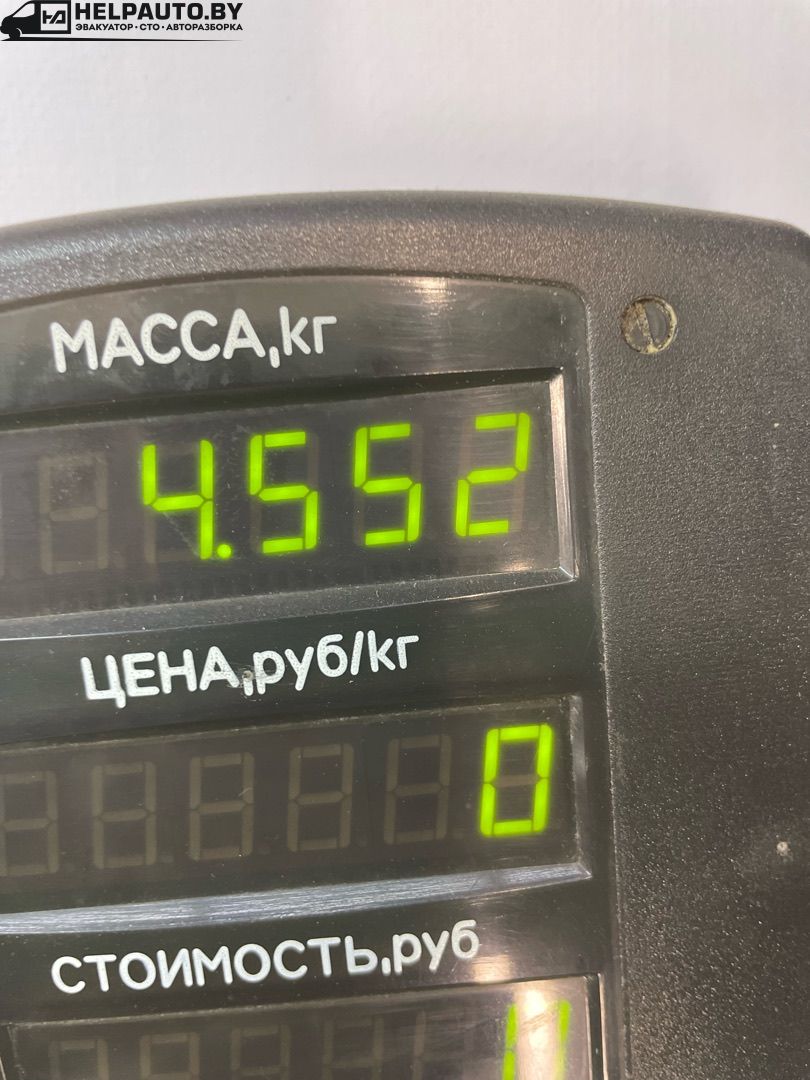 HELPAUTO.BY
ЭВАКУАТОР·СТО·АВТОРАЗБОРКА
МАССА,кг
4.552
ЦЕНА,руб/кг
0
СТОИМОСТЬ,руб